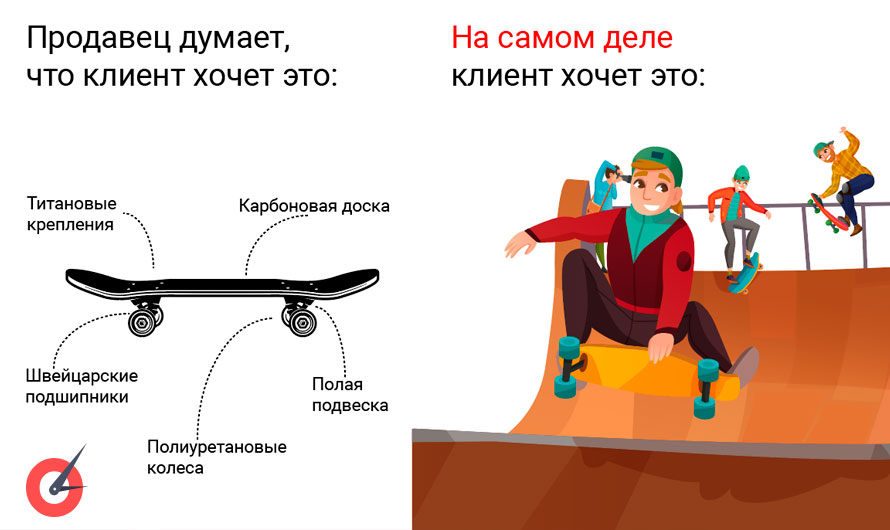 Продавец думает,
что клиент хочет это:
На самом деле
клиент хочет это:
Титановые
крепления
Карбоновая доска
Швейцарские
подшипники
Полая
подвеска
Полиуретановые
колеса